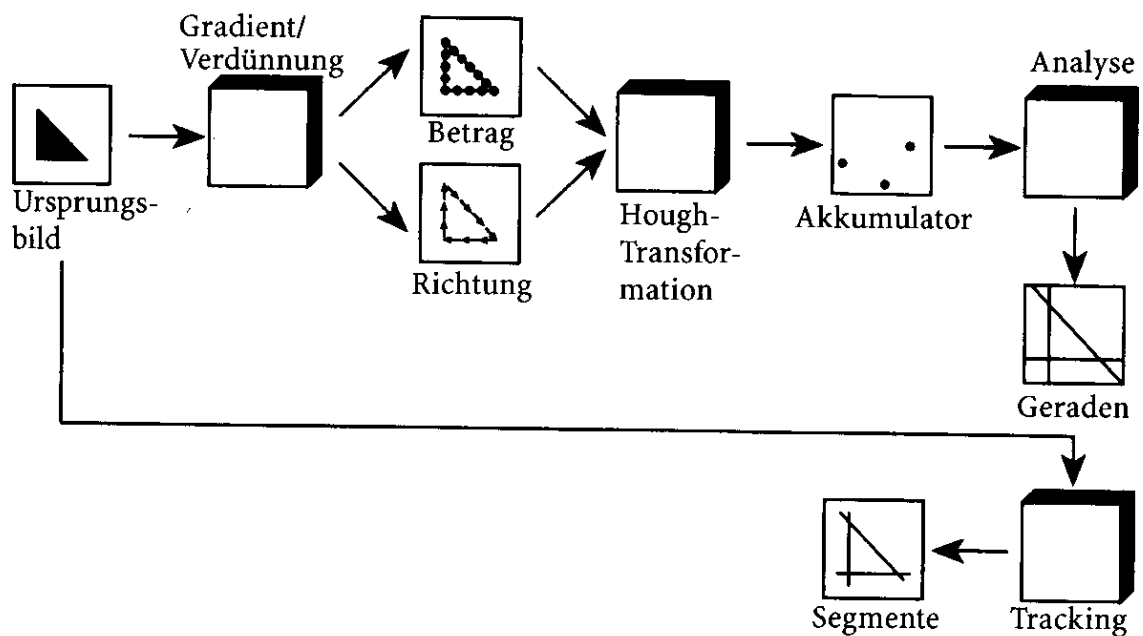 Gradient/
Verdünnung
Analyse
Betrag
Ursprungs-
bild
Richtung
Hough-
Transfor-
mation
Akkumulator
Geraden
Segmente
Tracking